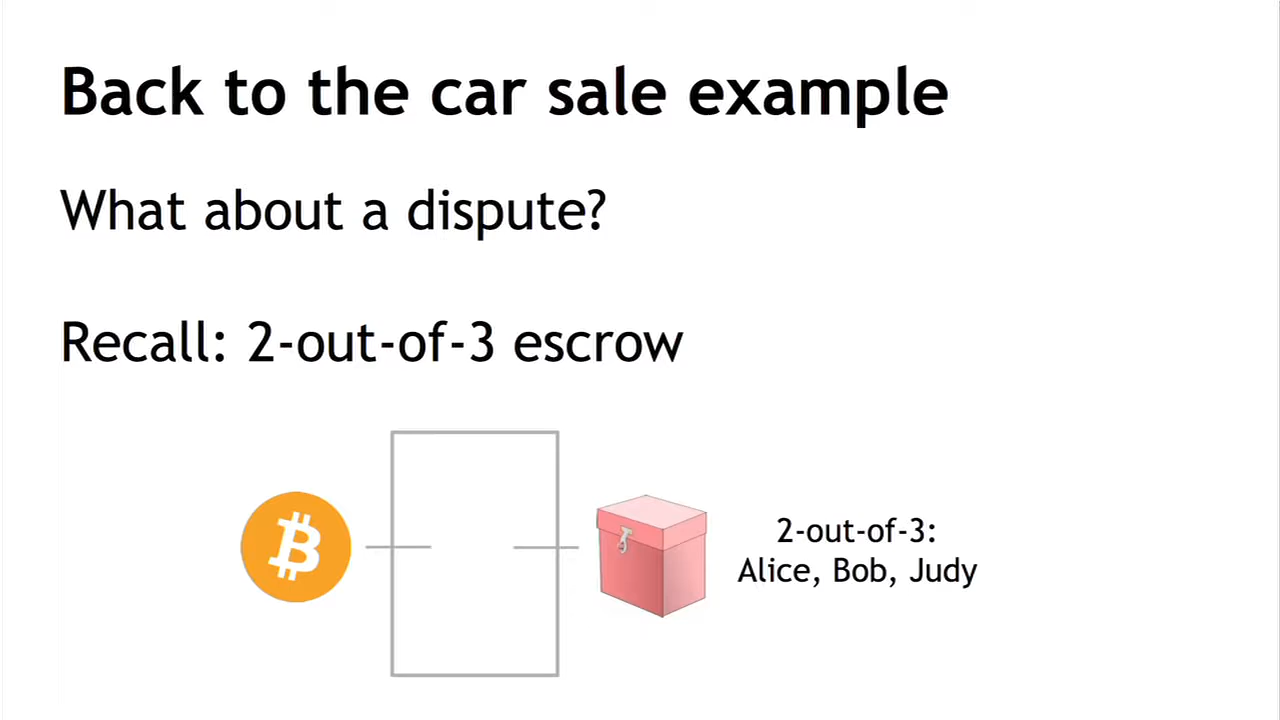 Back to the car sale example
What about a dispute?
Recall: 2-out-of-3 escrow
2-out-of-3:
Alice, Bob, Judy